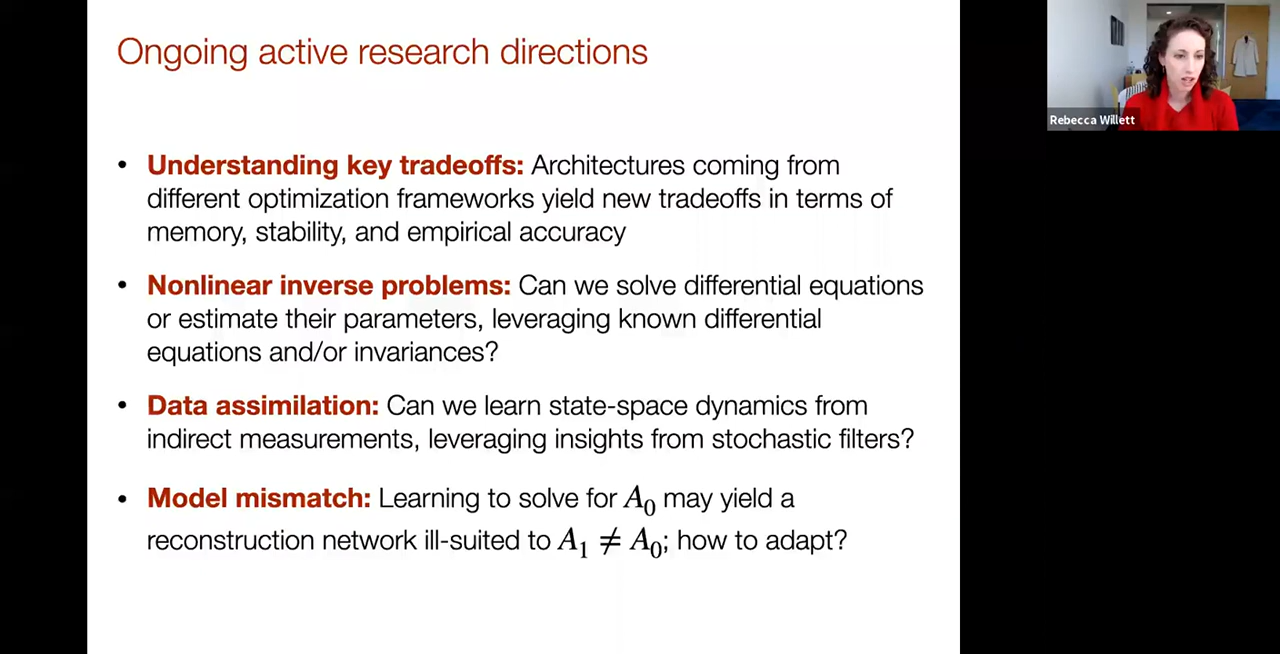 Ongoing active research directions
• Understanding key tradeoffs: Architectures coming from
different optimization frameworks yield new tradeoffs in terms of
memory, stability, and empirical accuracy
• Nonlinear inverse problems: Can we solve differential equations
or estimate their parameters, leveraging known differential
equations and/or invariances?
• Data assimilation: Can we learn state-space dynamics from
indirect measurements, leveraging insights from stochastic filters?
• Model mismatch: Learning to solve for A₀ may yield a
reconstruction network ill-suited to A₁ ≠ A₀; how to adapt?
Rebecca Willett